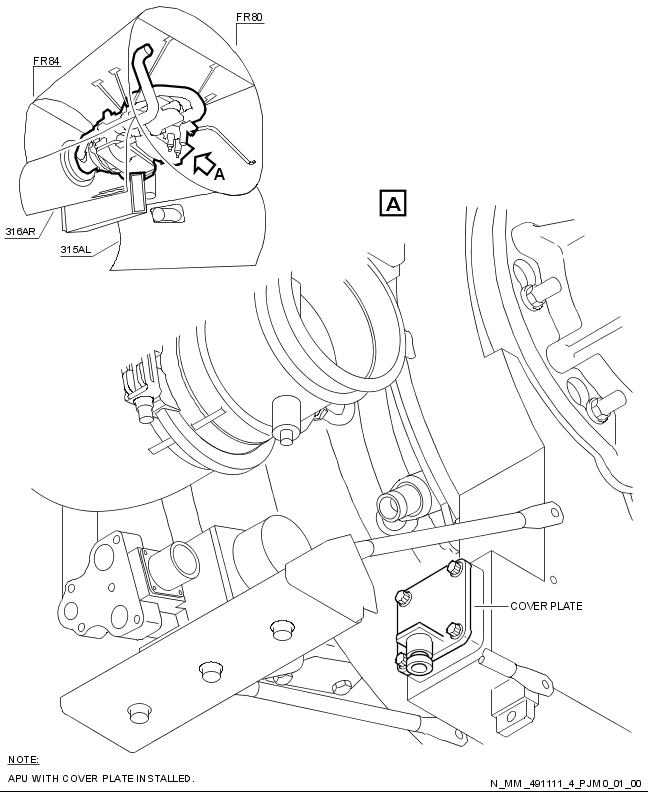 FR80
FR84
A
316AR
315AL
A
COVER PLATE
NOTE:
APU WITH COVER PLATE INSTALLED.
N_MM_491111_4_PJM0_01_00